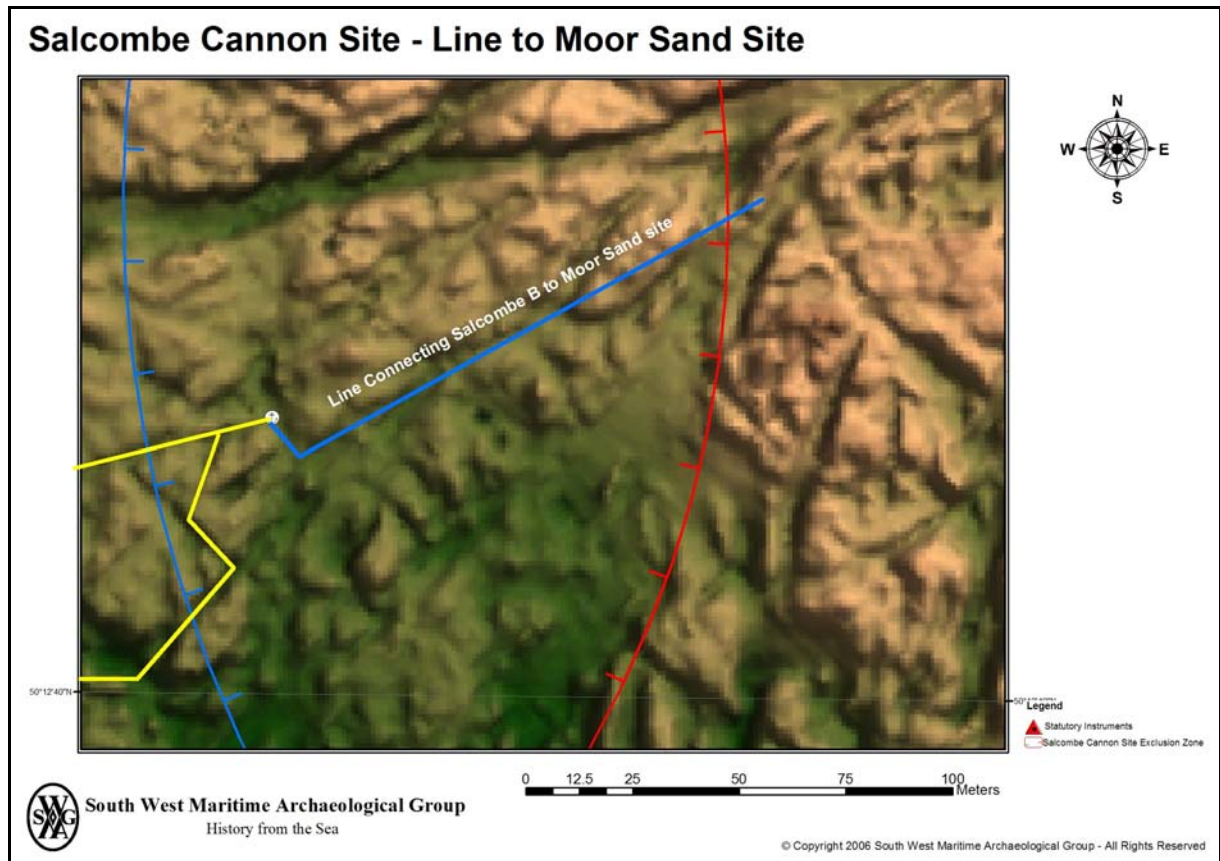 Salcombe Cannon Site - Line to Moor Sand Site
N
W E
S
Line Connecting Salcombe B to Moor Sand site
50°12'40"N
Legend
Statutory Instruments
Salcombe Cannon Site Exclusion Zone
0 12.5 25 50 75 100
Meters
South West Maritime Archaeological Group
History from the Sea
© Copyright 2006 South West Maritime Archaeological Group - All Rights Reserved